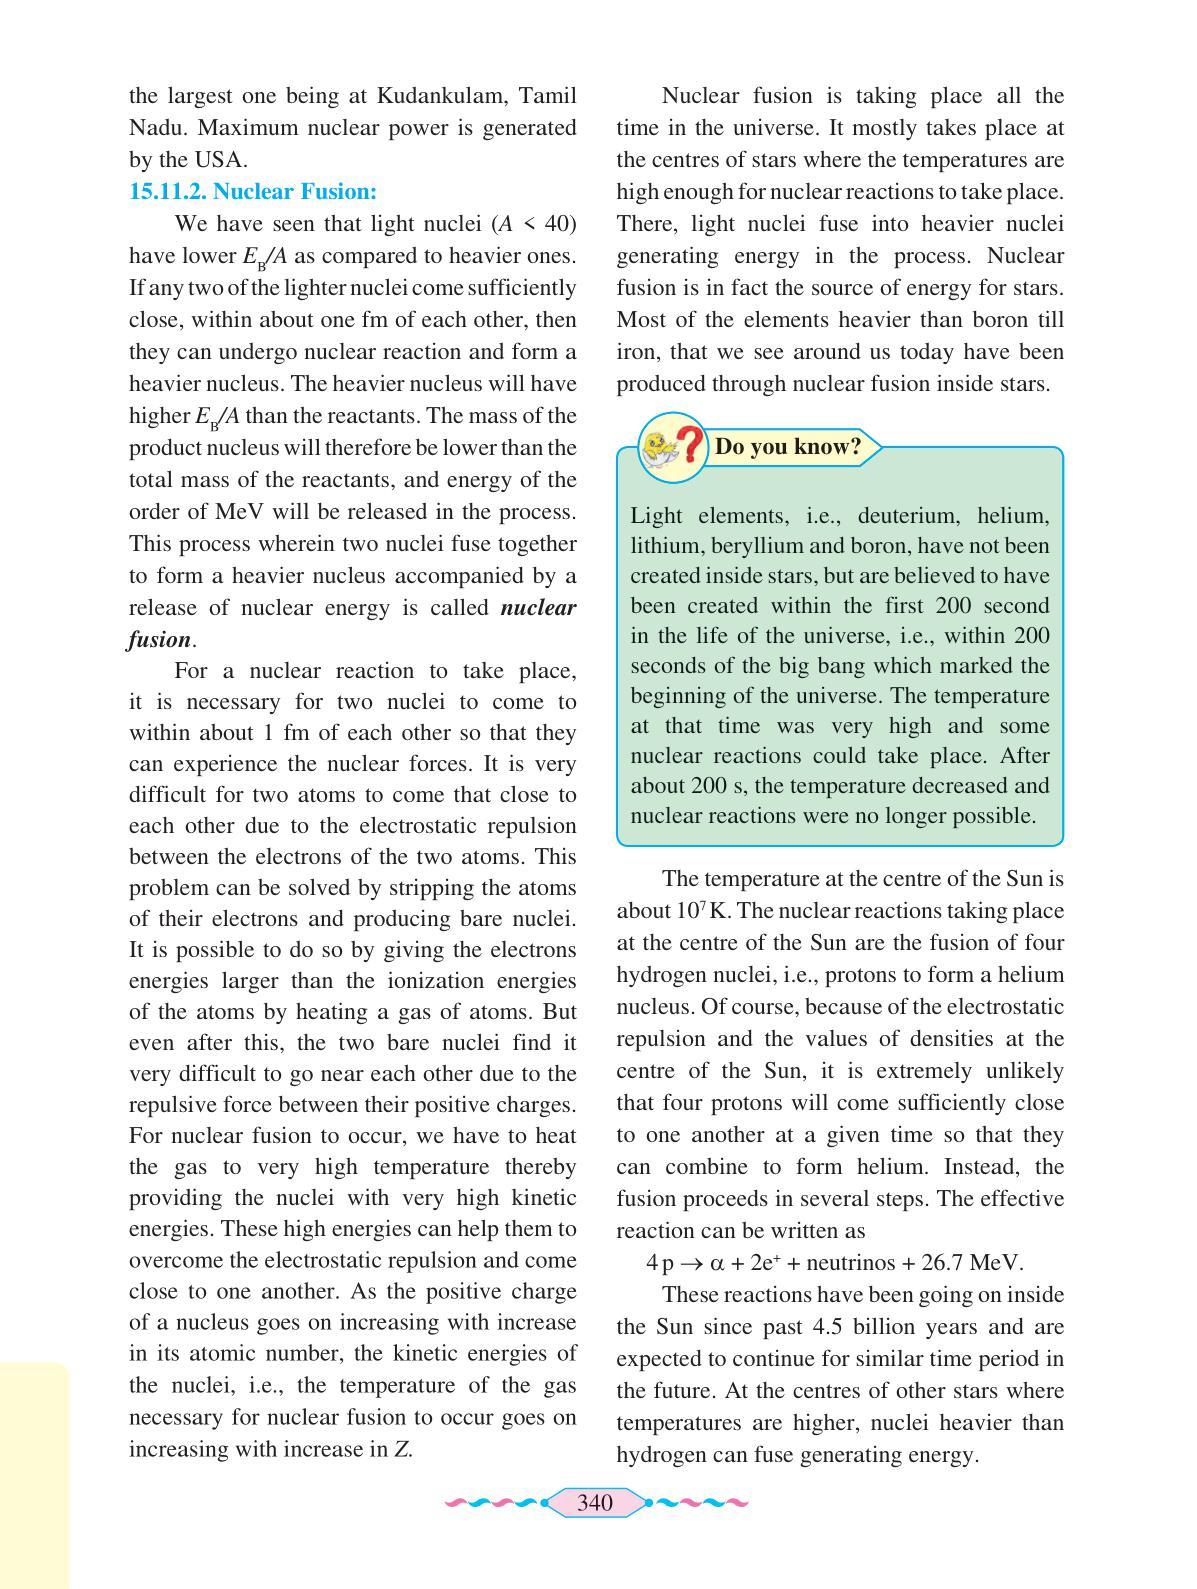 the largest one being at Kudankulam, Tamil
Nadu. Maximum nuclear power is generated
by the USA.
15.11.2. Nuclear Fusion:
We have seen that light nuclei (A < 40)
have lower E_B/A as compared to heavier ones.
If any two of the lighter nuclei come sufficiently
close, within about one fm of each other, then
they can undergo nuclear reaction and form a
heavier nucleus. The heavier nucleus will have
higher E_B/A than the reactants. The mass of the
product nucleus will therefore be lower than the
total mass of the reactants, and energy of the
order of MeV will be released in the process.
This process wherein two nuclei fuse together
to form a heavier nucleus accompanied by a
release of nuclear energy is called nuclear
fusion.
For a nuclear reaction to take place,
it is necessary for two nuclei to come to
within about 1 fm of each other so that they
can experience the nuclear forces. It is very
difficult for two atoms to come that close to
each other due to the electrostatic repulsion
between the electrons of the two atoms. This
problem can be solved by stripping the atoms
of their electrons and producing bare nuclei.
It is possible to do so by giving the electrons
energies larger than the ionization energies
of the atoms by heating a gas of atoms. But
even after this, the two bare nuclei find it
very difficult to go near each other due to the
repulsive force between their positive charges.
For nuclear fusion to occur, we have to heat
the gas to very high temperature thereby
providing the nuclei with very high kinetic
energies. These high energies can help them to
overcome the electrostatic repulsion and come
close to one another. As the positive charge
of a nucleus goes on increasing with increase
in its atomic number, the kinetic energies of
the nuclei, i.e., the temperature of the gas
necessary for nuclear fusion to occur goes on
increasing with increase in Z.
Nuclear fusion is taking place all the
time in the universe. It mostly takes place at
the centres of stars where the temperatures are
high enough for nuclear reactions to take place.
There, light nuclei fuse into heavier nuclei
generating energy in the process. Nuclear
fusion is in fact the source of energy for stars.
Most of the elements heavier than boron till
iron, that we see around us today have been
produced through nuclear fusion inside stars.
? Do you know?
Light elements, i.e., deuterium, helium,
lithium, beryllium and boron, have not been
created inside stars, but are believed to have
been created within the first 200 second
in the life of the universe, i.e., within 200
seconds of the big bang which marked the
beginning of the universe. The temperature
at that time was very high and some
nuclear reactions could take place. After
about 200 s, the temperature decreased and
nuclear reactions were no longer possible.
The temperature at the centre of the Sun is
about 10⁷ K. The nuclear reactions taking place
at the centre of the Sun are the fusion of four
hydrogen nuclei, i.e., protons to form a helium
nucleus. Of course, because of the electrostatic
repulsion and the values of densities at the
centre of the Sun, it is extremely unlikely
that four protons will come sufficiently close
to one another at a given time so that they
can combine to form helium. Instead, the
fusion proceeds in several steps. The effective
reaction can be written as
4 p → α + 2e⁺ + neutrinos + 26.7 MeV.
These reactions have been going on inside
the Sun since past 4.5 billion years and are
expected to continue for similar time period in
the future. At the centres of other stars where
temperatures are higher, nuclei heavier than
hydrogen can fuse generating energy.
340